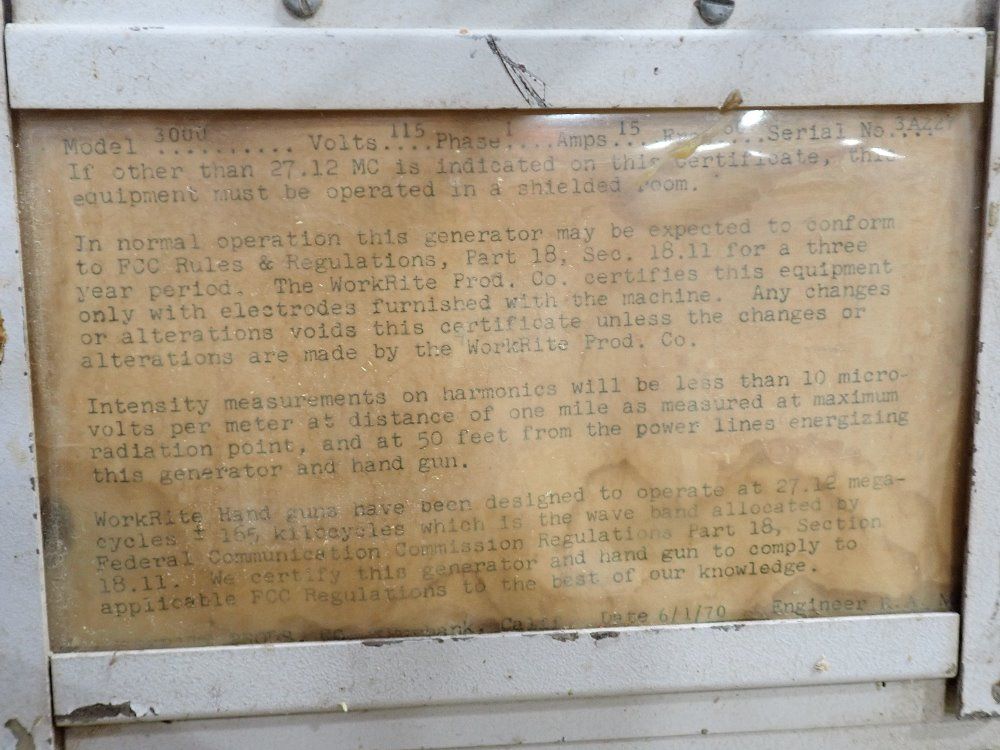 Model 3000 .......... Volts 115 Phase 1 .... Amps 15 ... Serial No.
If other than 27.12 MC is indicated on this certificate, this
equipment must be operated in a shielded room.
In normal operation this generator may be expected to conform
to FCC Rules & Regulations, Part 18, Sec. 18.11 for a three
year period. The WorkRite Prod. Co. certifies this equipment
only with electrodes furnished with the machine. Any changes
or alterations voids this certificate unless the changes or
alterations are made by the WorkRite Prod. Co.
Intensity measurements on harmonics will be less than 10 micro-
volts per meter at distance of one mile as measured at maximum
radiation point, and at 50 feet from the power lines energizing
this generator and hand gun.
WorkRite Hand guns have been designed to operate at 27.12 mega-
cycles ± 165 kilocycles which is the wave band allocated by
Federal Communication Commission Regulations Part 18, Section
18.11. We certify this generator and hand gun to comply to
applicable FCC Regulations to the best of our knowledge.
Calif. Date 6/1/70 Engineer R.A.